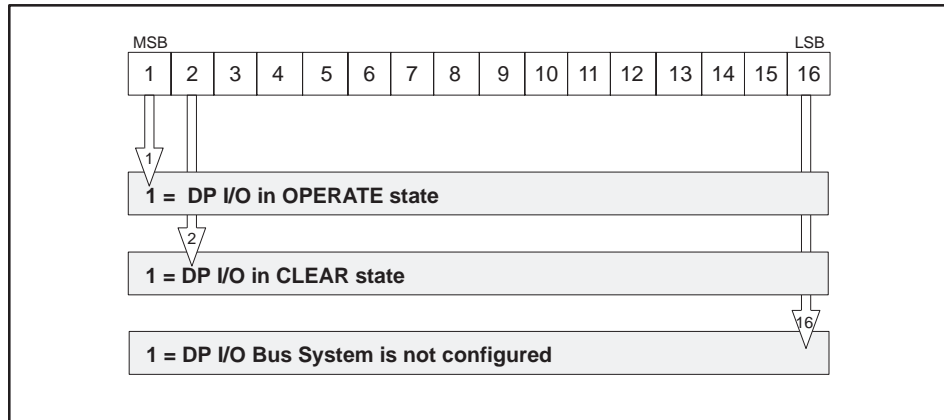 MSB LSB
1 2 3 4 5 6 7 8 9 10 11 12 13 14 15 16
1
1 = DP I/O in OPERATE state
2
1 = DP I/O in CLEAR state
16
1 = DP I/O Bus System is not configured